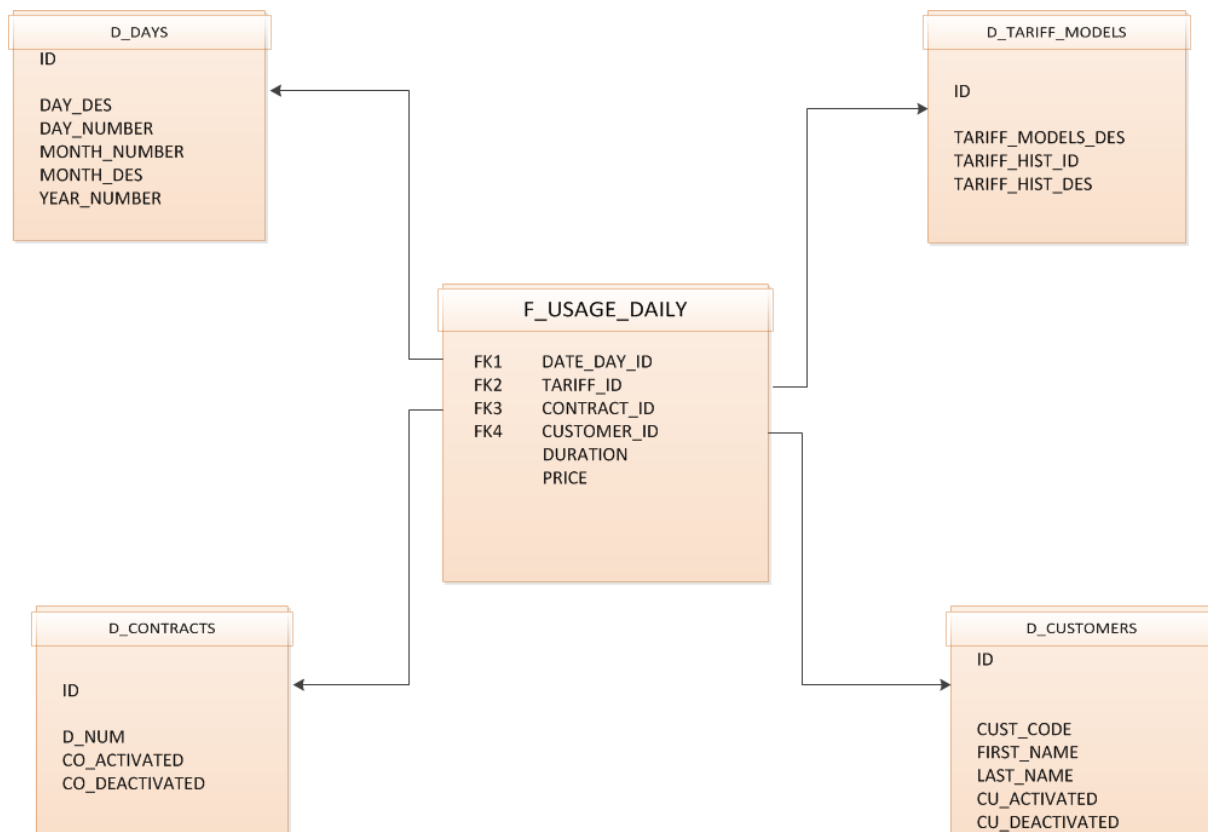 D_DAYS
ID
DAY_DES
DAY_NUMBER
MONTH_NUMBER
MONTH_DES
YEAR_NUMBER
D_TARIFF_MODELS
ID
TARIFF_MODELS_DES
TARIFF_HIST_ID
TARIFF_HIST_DES
F_USAGE_DAILY
FK1 DATE_DAY_ID
FK2 TARIFF_ID
FK3 CONTRACT_ID
FK4 CUSTOMER_ID
DURATION
PRICE
D_CONTRACTS
ID
D_NUM
CO_ACTIVATED
CO_DEACTIVATED
D_CUSTOMERS
ID
CUST_CODE
FIRST_NAME
LAST_NAME
CU_ACTIVATED
CU_DEACTIVATED